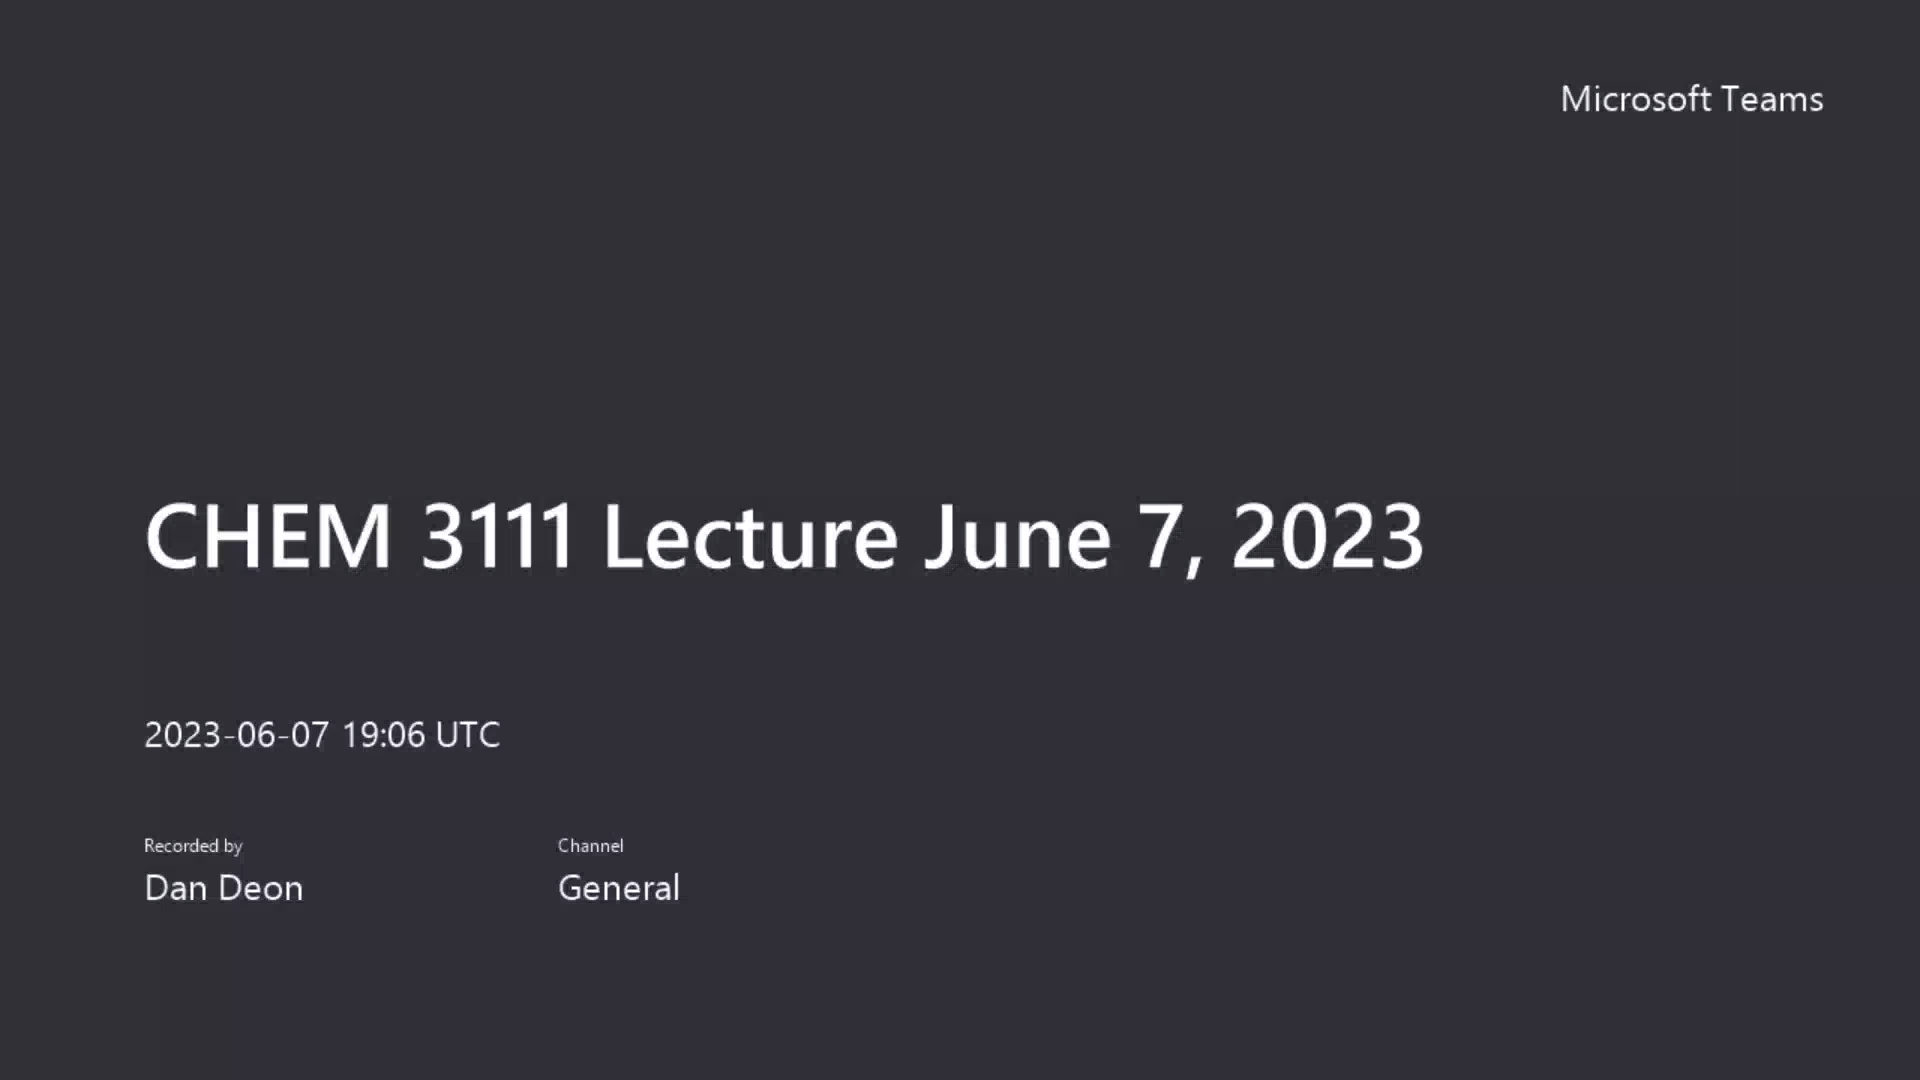 Microsoft Teams
CHEM 3111 Lecture June 7, 2023
2023-06-07 19:06 UTC
Recorded by
Channel
Dan Deon
General